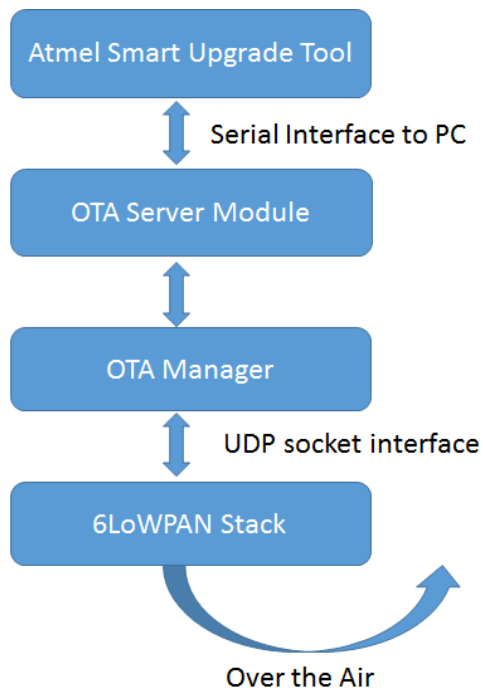 Atmel Smart Upgrade Tool
Serial Interface to PC
OTA Server Module
OTA Manager
UDP socket interface
6LoWPAN Stack
Over the Air